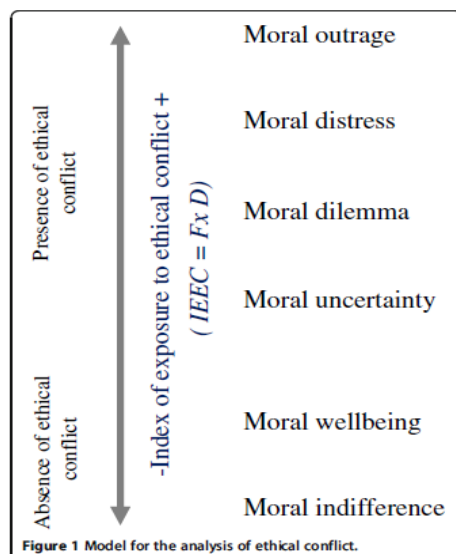 Moral outrage
Moral distress
Moral dilemma
Moral uncertainty
Moral wellbeing
Moral indifference
Presence of ethical
conflict
Absence of ethical
conflict
-Index of exposure to ethical conflict +
( IEEC = Fx D)
Figure 1 Model for the analysis of ethical conflict.